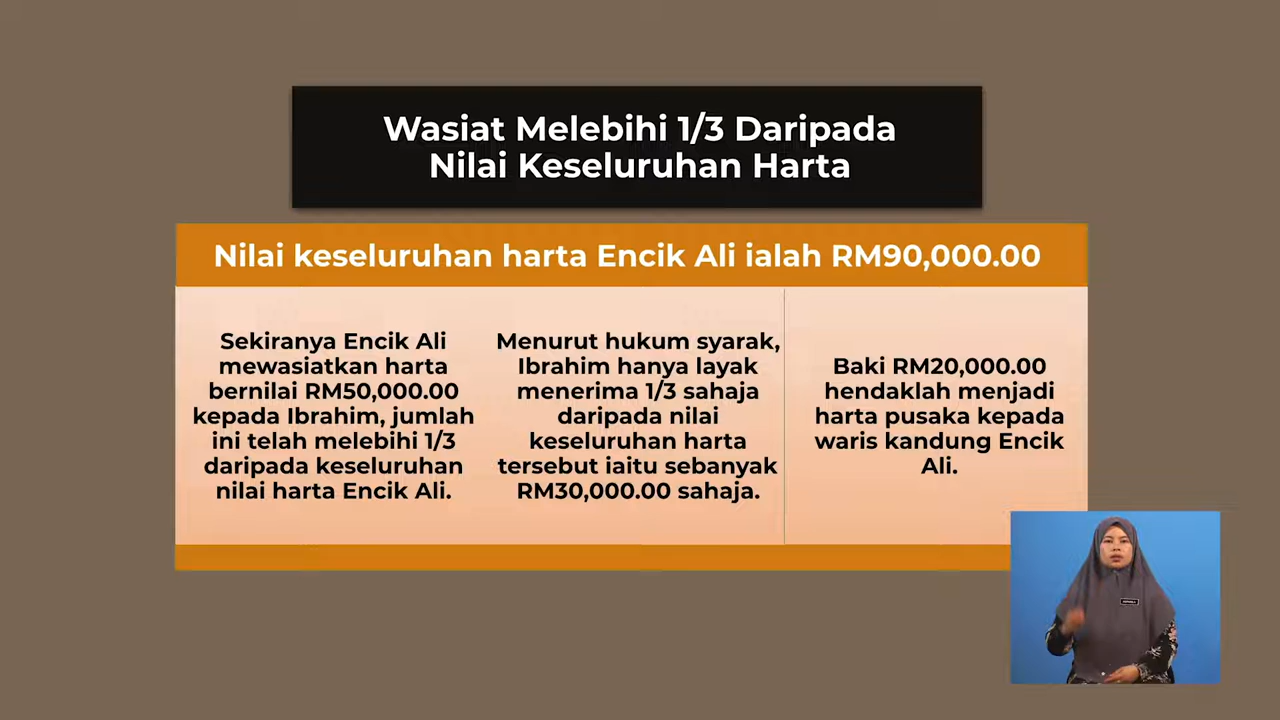 Wasiat Melebihi 1/3 Daripada
Nilai Keseluruhan Harta
Nilai keseluruhan harta Encik Ali ialah RM90,000.00
Sekiranya Encik Ali
mewasiatkan harta
bernilai RM50,000.00
kepada Ibrahim, jumlah
ini telah melebihi 1/3
daripada keseluruhan
nilai harta Encik Ali.
Menurut hukum syarak,
Ibrahim hanya layak
menerima 1/3 sahaja
daripada nilai
keseluruhan harta
tersebut iaitu sebanyak
RM30,000.00 sahaja.
Baki RM20,000.00
hendaklah menjadi
harta pusaka kepada
waris kandung Encik
Ali.